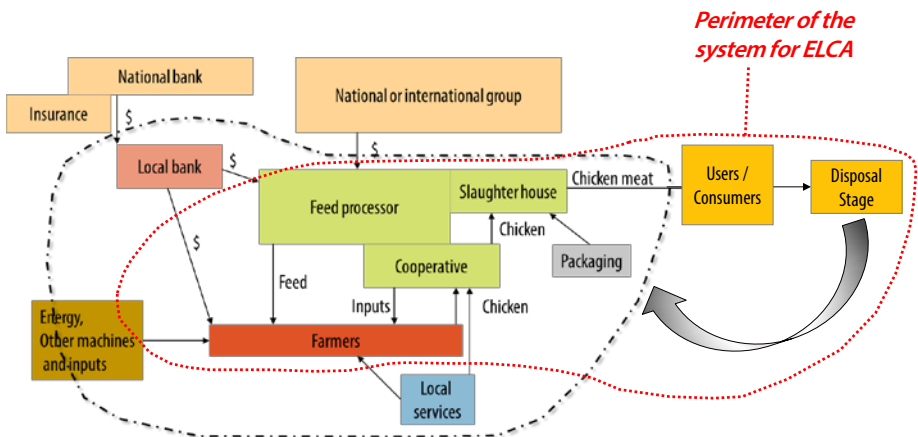 Perimeter of the
system for ELCA
National bank
Insurance
National or international group
$
$
$
Local bank
Users /
Consumers
Disposal
Stage
Chicken meat
Slaughter house
Feed processor
$
Chicken
Packaging
Cooperative
Feed
Inputs
Chicken
Energy,
Other machines
and inputs
Farmers
Local
services